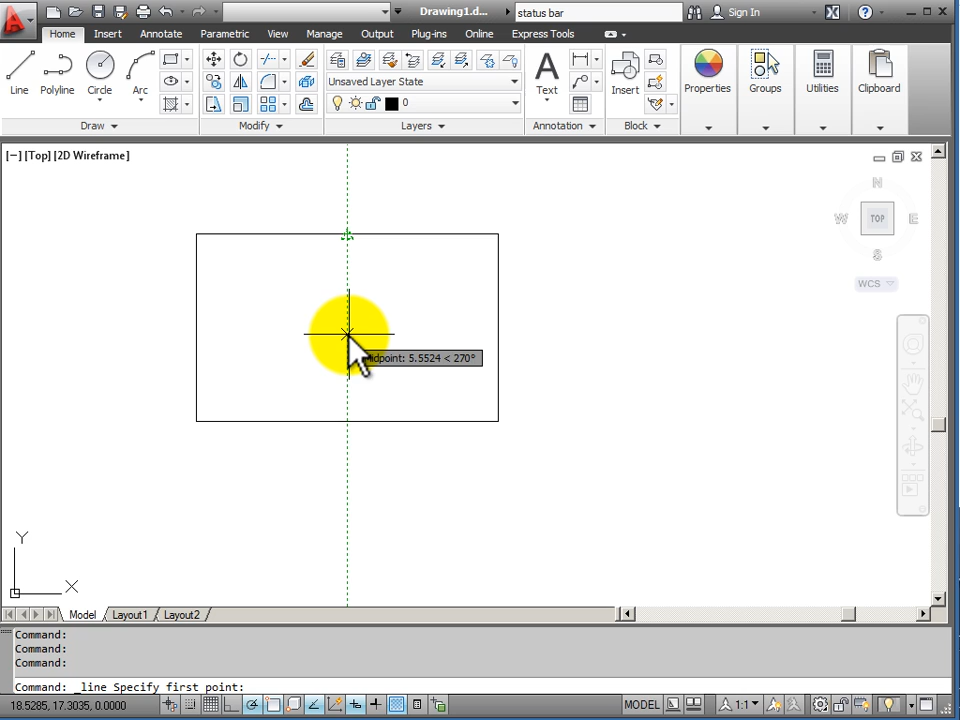 Drawing1.d...
status bar
Sign In
Home Insert Annotate Parametric View Manage Output Plug-ins Online Express Tools
Unsaved Layer State
0
Line Polyline Circle Arc Text Insert Properties Groups Utilities Clipboard
Draw Modify Layers Annotation Block
[−] [Top] [2D Wireframe]
N
W TOP E
S
WCS
idpoint: 5.5524 < 270°
Y
X
Model Layout1 Layout2
Command:
Command:
Command:
Command: _line Specify first point:
18.5285, 17.3035, 0.0000 MODEL 1:1